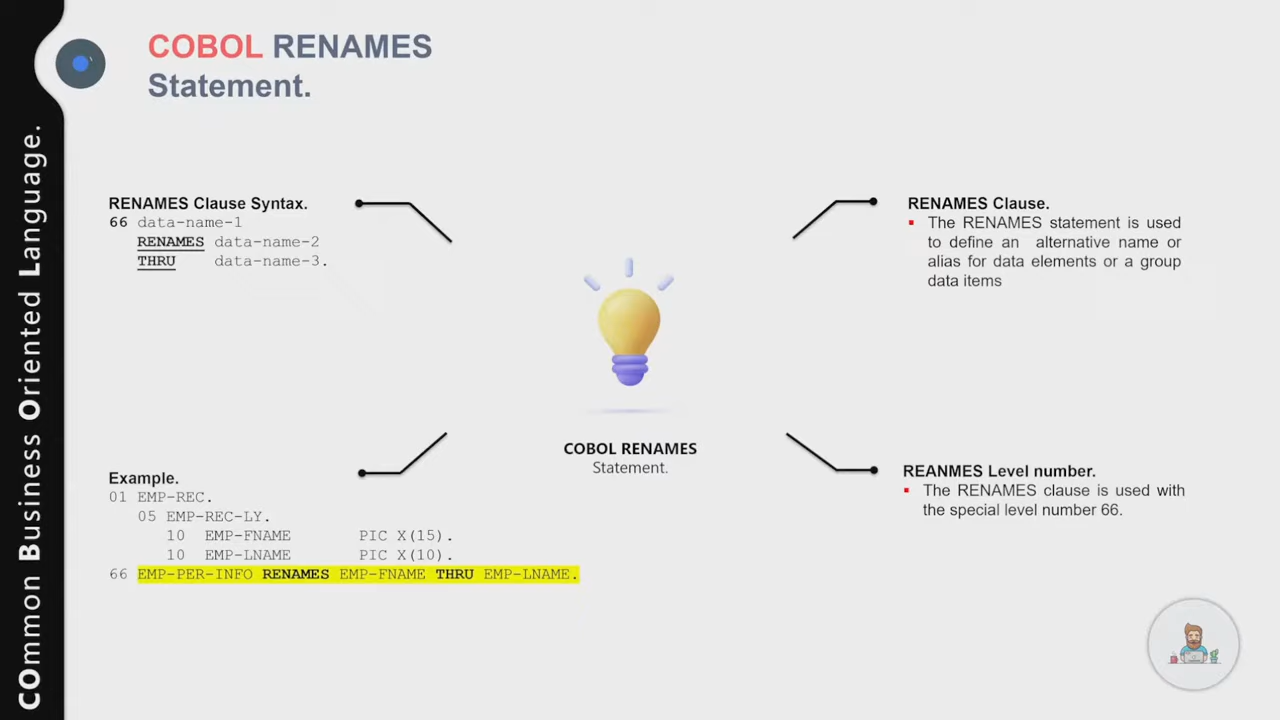 COBOL RENAMES
Statement.
COmmon Business Oriented Language.
RENAMES Clause Syntax.
66 data-name-1
RENAMES data-name-2
THRU data-name-3.
RENAMES Clause.
The RENAMES statement is used
to define an alternative name or
alias for data elements or a group
data items
COBOL RENAMES
Statement.
Example.
01 EMP-REC.
05 EMP-REC-LY.
10 EMP-FNAME PIC X(15).
10 EMP-LNAME PIC X(10).
66 EMP-PER-INFO RENAMES EMP-FNAME THRU EMP-LNAME.
REANMES Level number.
The RENAMES clause is used with
the special level number 66.